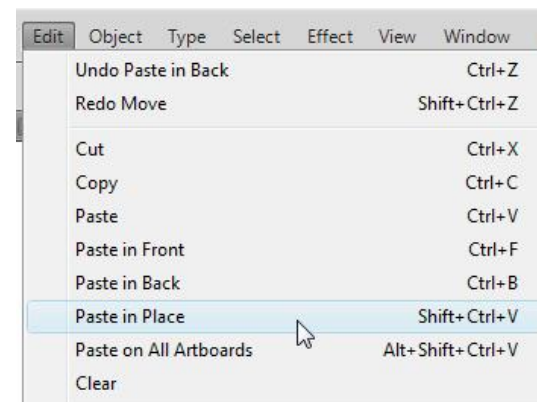 Edit Object Type Select Effect View Window
Undo Paste in Back Ctrl+Z
Redo Move Shift+Ctrl+Z
Cut Ctrl+X
Copy Ctrl+C
Paste Ctrl+V
Paste in Front Ctrl+F
Paste in Back Ctrl+B
Paste in Place Shift+Ctrl+V
Paste on All Artboards Alt+Shift+Ctrl+V
Clear